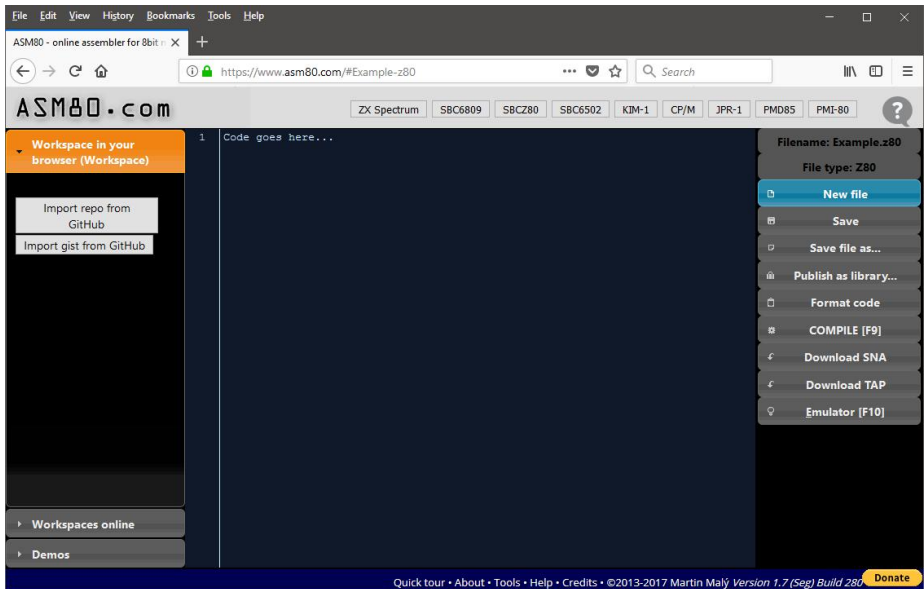 File Edit View History Bookmarks Tools Help
ASM80 - online assembler for 8bit
https://www.asm80.com/#Example-z80
Search
ASM80.com
ZX Spectrum SBC6809 SBCZ80 SBC6502 KIM-1 CP/M JPR-1 PMD85 PMI-80 ?
Workspace in your
browser (Workspace)
Import repo from
GitHub
Import gist from GitHub
Workspaces online
Demos
1 Code goes here...
Filename: Example.z80
File type: Z80
New file
Save
Save file as...
Publish as library...
Format code
COMPILE [F9]
Download SNA
Download TAP
Emulator [F10]
Quick tour • About • Tools • Help • Credits • ©2013-2017 Martin Malý Version 1.7 (Seg) Build 280
Donate